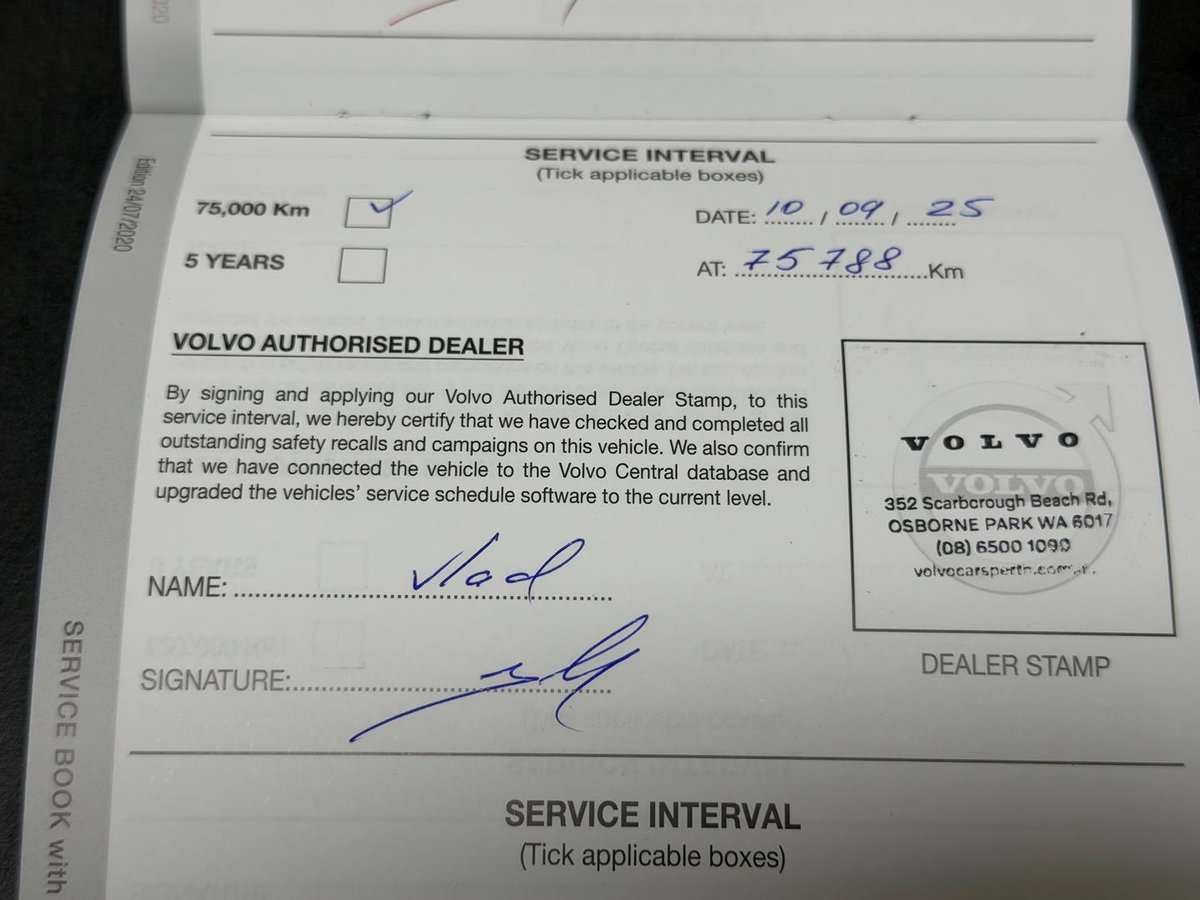 SERVICE INTERVAL
(Tick applicable boxes)
75,000 Km
DATE: 10 / 09 / 25
5 YEARS
AT: 75 788 Km
VOLVO AUTHORISED DEALER
By signing and applying our Volvo Authorised Dealer Stamp, to this
service interval, we hereby certify that we have checked and completed all
outstanding safety recalls and campaigns on this vehicle. We also confirm
that we have connected the vehicle to the Volvo Central database and
upgraded the vehicles' service schedule software to the current level.
NAME: Vlad
SIGNATURE:
VOLVO
VOLVO
352 Scarborough Beach Rd,
OSBORNE PARK WA 6017
(08) 6500 1090
DEALER STAMP
SERVICE INTERVAL
(Tick applicable boxes)
Edition 24/07/2020
SERVICE BOOK with